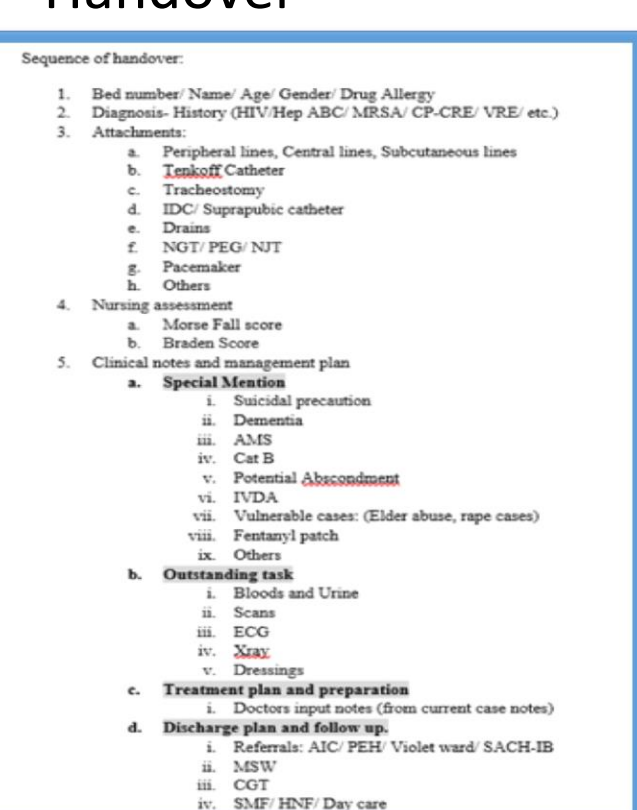 Handover
Sequence of handover:
1. Bed number/ Name/ Age/ Gender/ Drug Allergy
2. Diagnosis- History (HIV/Hep ABC/ MRSA/ CP-CRE/ VRE/ etc.)
3. Attachments:
a. Peripheral lines, Central lines, Subcutaneous lines
b. Tenkoff Catheter
c. Tracheostomy
d. IDC/ Suprapubic catheter
e. Drains
f. NGT/ PEG/ NJT
g. Pacemaker
h. Others
4. Nursing assessment
a. Morse Fall score
b. Braden Score
5. Clinical notes and management plan
a. Special Mention
i. Suicidal precaution
ii. Dementia
iii. AMS
iv. Cat B
v. Potential Abscondment
vi. IVDA
vii. Vulnerable cases: (Elder abuse, rape cases)
viii. Fentanyl patch
ix. Others
b. Outstanding task
i. Bloods and Urine
ii. Scans
iii. ECG
iv. Xray
v. Dressings
c. Treatment plan and preparation
i. Doctors input notes (from current case notes)
d. Discharge plan and follow up.
i. Referrals: AIC/ PEH/ Violet ward/ SACH-IB
ii. MSW
iii. CGT
iv. SMF/ HNF/ Day care